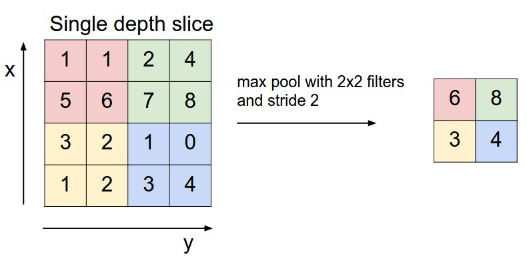 Single depth slice
x
1 1 2 4
5 6 7 8
3 2 1 0
1 2 3 4
y
max pool with 2x2 filters
and stride 2
6 8
3 4